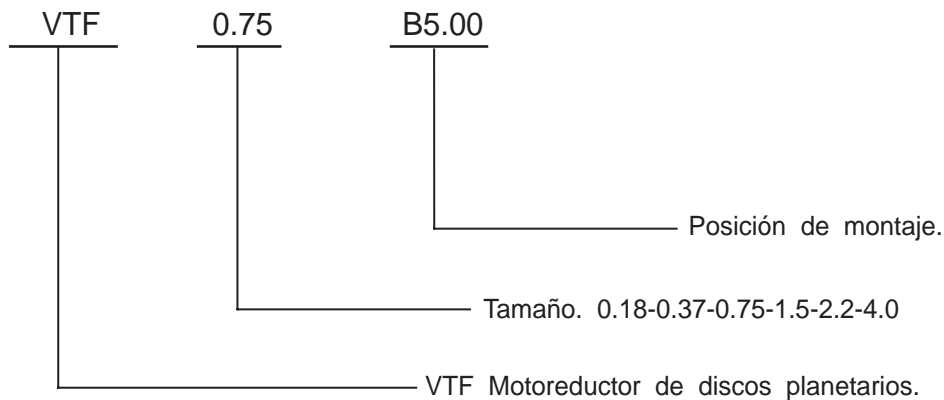 VTF 0.75 B5.00
Posición de montaje.
Tamaño. 0.18-0.37-0.75-1.5-2.2-4.0
VTF Motoreductor de discos planetarios.